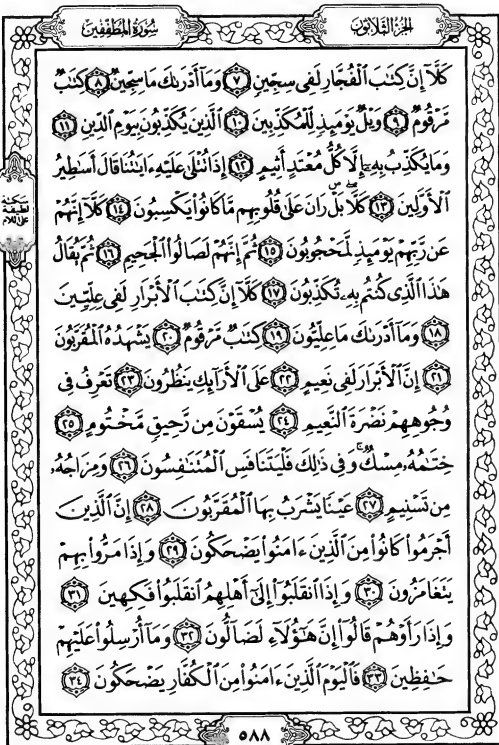 سُورَةُ المُطَفِّفِينَ
الجُزءُ الثَّلَاثُونَ
كَلَّآ إِنَّ كِتَٰبَ ٱلْفُجَّارِ لَفِى سِجِّينٍ ٧ وَمَآ أَدْرَىٰكَ مَا سِجِّينٌ ٨ كِتَٰبٌ
مَّرْقُومٌ ٩ وَيْلٌ يَوْمَئِذٍ لِّلْمُكَذِّبِينَ ١٠ ٱلَّذِينَ يُكَذِّبُونَ بِيَوْمِ ٱلدِّينِ ١١
وَمَا يُكَذِّبُ بِهِۦٓ إِلَّا كُلُّ مُعْتَدٍ أَثِيمٍ ١٢ إِذَا تُتْلَىٰ عَلَيْهِ ءَايَٰتُنَا قَالَ أَسَٰطِيرُ
ٱلْأَوَّلِينَ ١٣ كَلَّا ۖ بَلْ ۜ رَانَ عَلَىٰ قُلُوبِهِم مَّا كَانُوا۟ يَكْسِبُونَ ١٤ كَلَّآ إِنَّهُمْ
عَن رَّبِّهِمْ يَوْمَئِذٍ لَّمَحْجُوبُونَ ١٥ ثُمَّ إِنَّهُمْ لَصَالُوا۟ ٱلْجَحِيمِ ١٦ ثُمَّ يُقَالُ
هَٰذَا ٱلَّذِى كُنتُم بِهِۦ تُكَذِّبُونَ ١٧ كَلَّآ إِنَّ كِتَٰبَ ٱلْأَبْرَارِ لَفِى عِلِّيِّينَ
١٨ وَمَآ أَدْرَىٰكَ مَا عِلِّيُّونَ ١٩ كِتَٰبٌ مَّرْقُومٌ ٢٠ يَشْهَدُهُ ٱلْمُقَرَّبُونَ
٢١ إِنَّ ٱلْأَبْرَارَ لَفِى نَعِيمٍ ٢٢ عَلَى ٱلْأَرَآئِكِ يَنظُرُونَ ٢٣ تَعْرِفُ فِى
وُجُوهِهِمْ نَضْرَةَ ٱلنَّعِيمِ ٢٤ يُسْقَوْنَ مِن رَّحِيقٍ مَّخْتُومٍ ٢٥
خِتَٰمُهُۥ مِسْكٌ ۚ وَفِى ذَٰلِكَ فَلْيَتَنَافَسِ ٱلْمُتَنَٰفِسُونَ ٢٦ وَمِزَاجُهُۥ
مِن تَسْنِيمٍ ٢٧ عَيْنًا يَشْرَبُ بِهَا ٱلْمُقَرَّبُونَ ٢٨ إِنَّ ٱلَّذِينَ
أَجْرَمُوا۟ كَانُوا۟ مِنَ ٱلَّذِينَ ءَامَنُوا۟ يَضْحَكُونَ ٢٩ وَإِذَا مَرُّوا۟ بِهِمْ
يَتَغَامَزُونَ ٣٠ وَإِذَا ٱنقَلَبُوٓا۟ إِلَىٰٓ أَهْلِهِمُ ٱنقَلَبُوا۟ فَكِهِينَ ٣١
وَإِذَا رَأَوْهُمْ قَالُوٓا۟ إِنَّ هَٰٓؤُلَآءِ لَضَآلُّونَ ٣٢ وَمَآ أُرْسِلُوا۟ عَلَيْهِمْ
حَٰفِظِينَ ٣٣ فَٱلْيَوْمَ ٱلَّذِينَ ءَامَنُوا۟ مِنَ ٱلْكُفَّارِ يَضْحَكُونَ ٣٤
سكتة
لطيفة
على اللام
٥٨٨